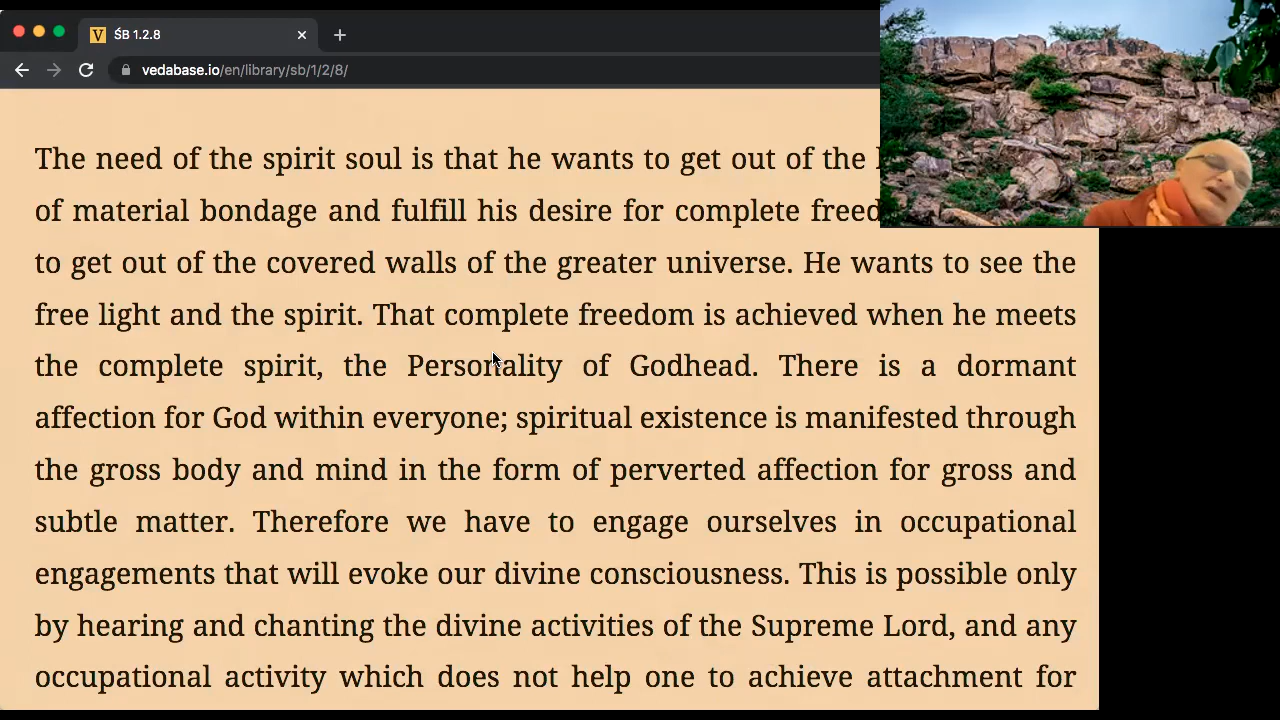 ŚB 1.2.8
vedabase.io/en/library/sb/1/2/8/
The need of the spirit soul is that he wants to get out of the
of material bondage and fulfill his desire for complete freed
to get out of the covered walls of the greater universe. He wants to see the
free light and the spirit. That complete freedom is achieved when he meets
the complete spirit, the Personality of Godhead. There is a dormant
affection for God within everyone; spiritual existence is manifested through
the gross body and mind in the form of perverted affection for gross and
subtle matter. Therefore we have to engage ourselves in occupational
engagements that will evoke our divine consciousness. This is possible only
by hearing and chanting the divine activities of the Supreme Lord, and any
occupational activity which does not help one to achieve attachment for